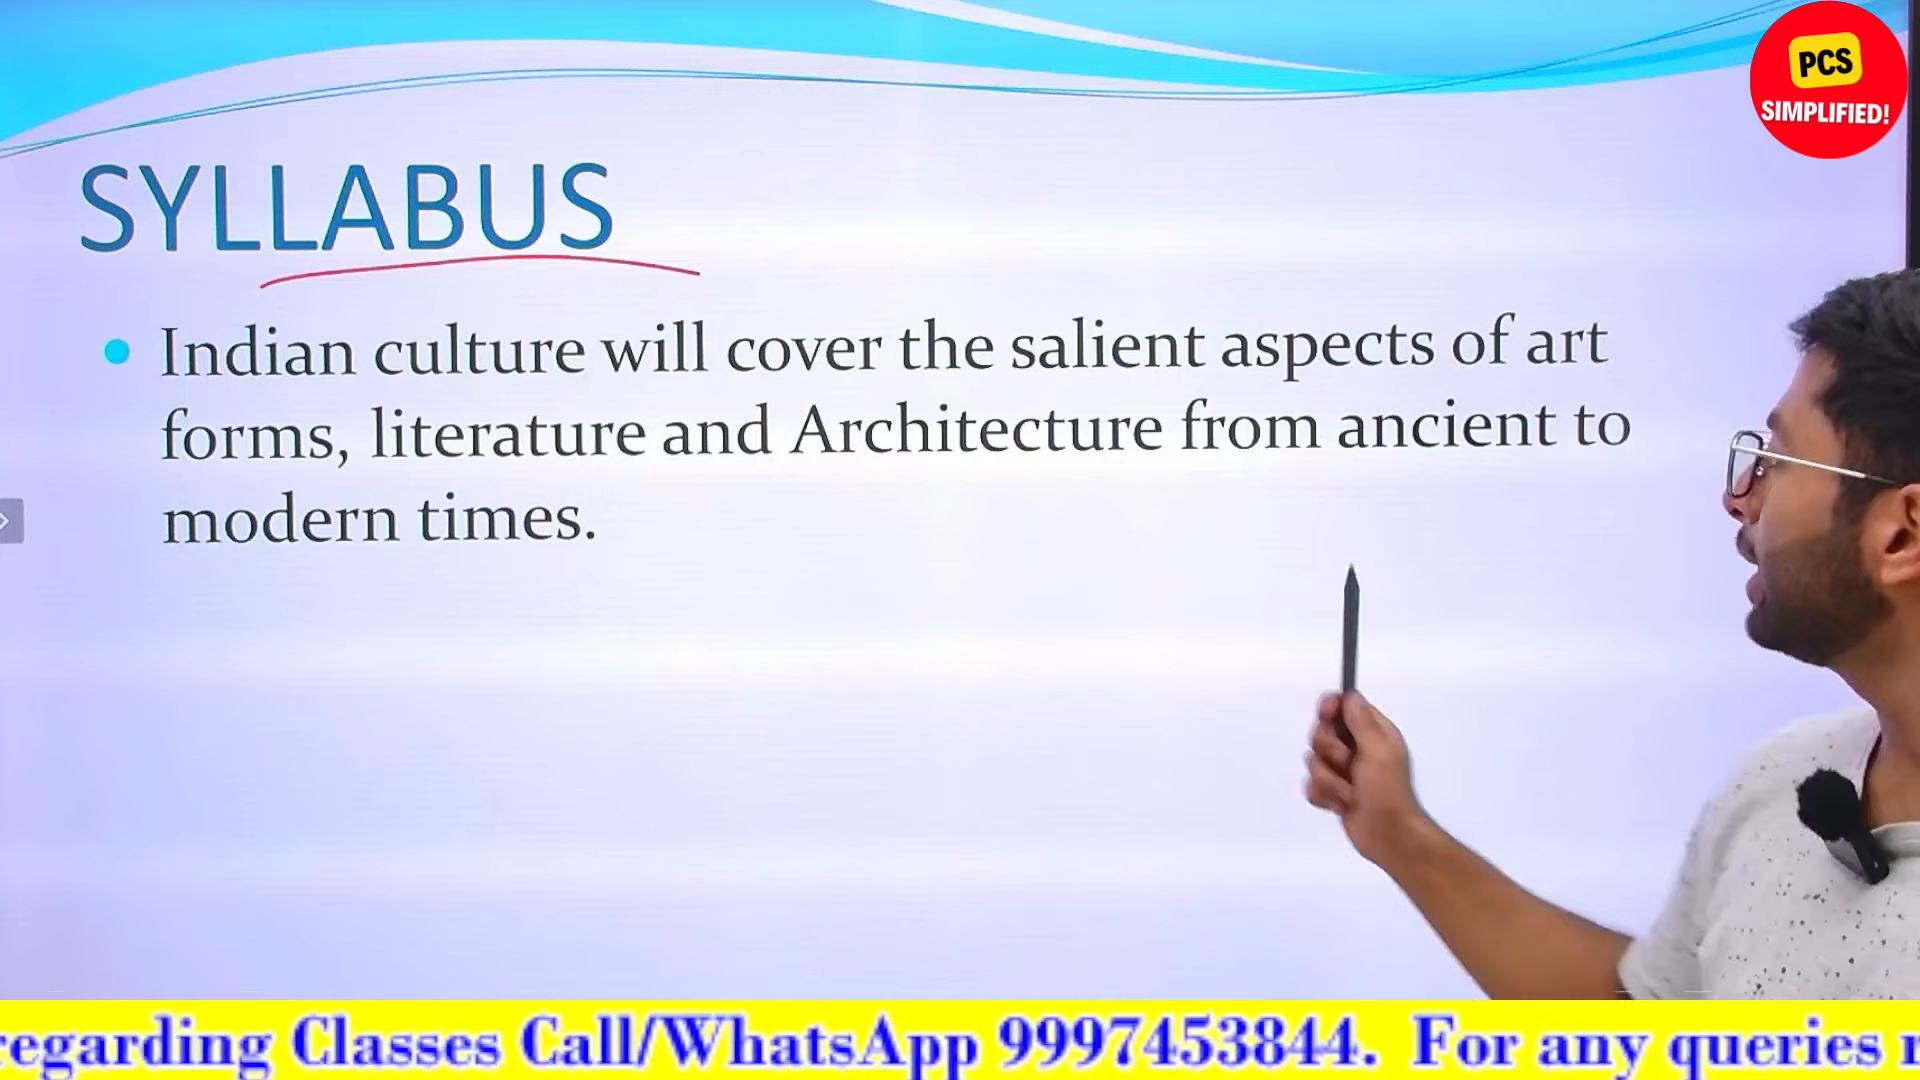 PCS
SIMPLIFIED!
SYLLABUS
Indian culture will cover the salient aspects of art
forms, literature and Architecture from ancient to
modern times.
regarding Classes Call/WhatsApp 9997453844. For any queries